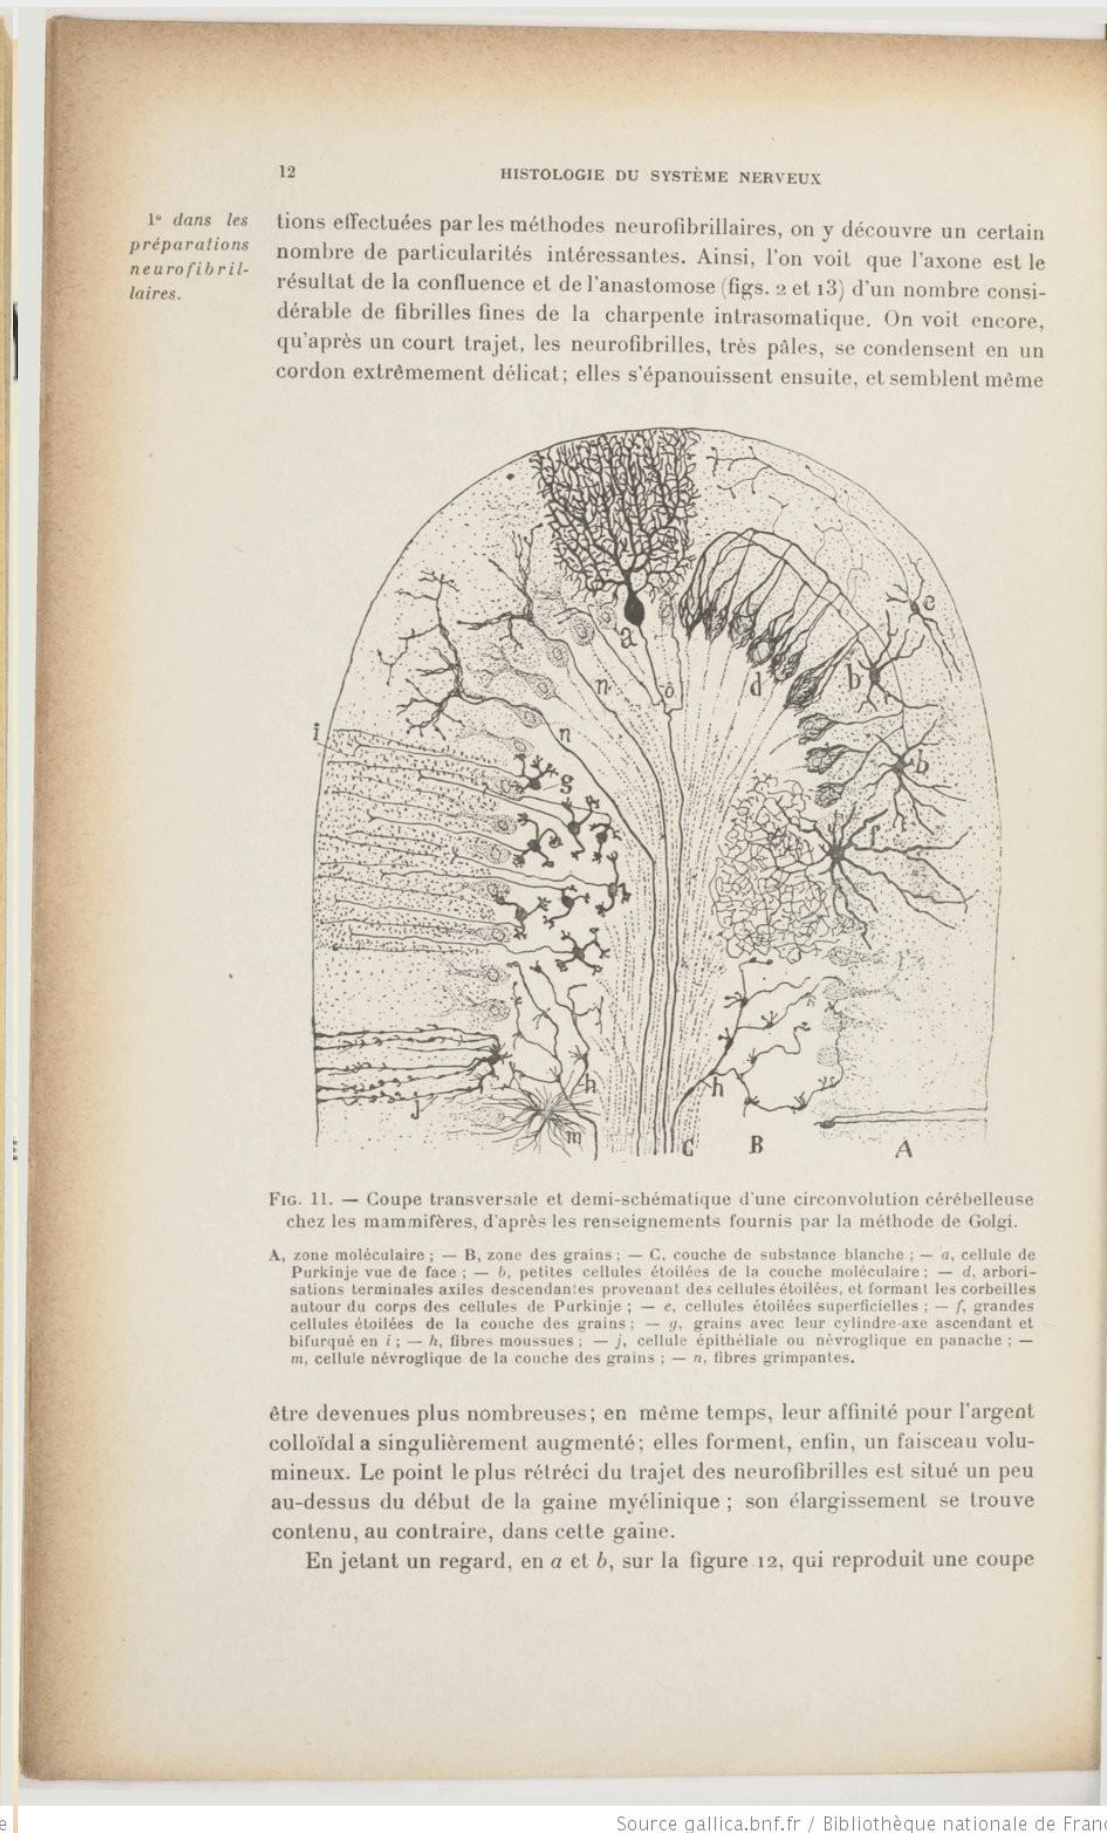 12
HISTOLOGIE DU SYSTÈME NERVEUX
1º dans les
préparations
neurofibril-
laires.
tions effectuées par les méthodes neurofibrillaires, on y découvre un certain
nombre de particularités intéressantes. Ainsi, l'on voit que l'axone est le
résultat de la confluence et de l'anastomose (figs. 2 et 13) d'un nombre consi-
dérable de fibrilles fines de la charpente intrasomatique. On voit encore,
qu'après un court trajet, les neurofibrilles, très pâles, se condensent en un
cordon extrêmement délicat; elles s'épanouissent ensuite, et semblent même
a
e
n
o
d
b
i
n
g
b
f
h
h
j
m
C
B
A
FIG. 11. — Coupe transversale et demi-schématique d'une circonvolution cérébelleuse
chez les mammifères, d'après les renseignements fournis par la méthode de Golgi.
A, zone moléculaire ; — B, zone des grains ; — C, couche de substance blanche ; — a, cellule de
Purkinje vue de face ; — b, petites cellules étoilées de la couche moléculaire ; — d, arbori-
sations terminales axiles descendantes provenant des cellules étoilées, et formant les corbeilles
autour du corps des cellules de Purkinje ; — e, cellules étoilées superficielles ; — f, grandes
cellules étoilées de la couche des grains ; — g, grains avec leur cylindre-axe ascendant et
bifurqué en i ; — h, fibres moussues ; — j, cellule épithéliale ou névroglique en panache ; —
m, cellule névroglique de la couche des grains ; — n, fibres grimpantes.
être devenues plus nombreuses; en même temps, leur affinité pour l'argent
colloïdal a singulièrement augmenté; elles forment, enfin, un faisceau volu-
mineux. Le point le plus rétréci du trajet des neurofibrilles est situé un peu
au-dessus du début de la gaine myélinique ; son élargissement se trouve
contenu, au contraire, dans cette gaine.
En jetant un regard, en a et b, sur la figure 12, qui reproduit une coupe
e
Source gallica.bnf.fr / Bibliothèque nationale de Franc